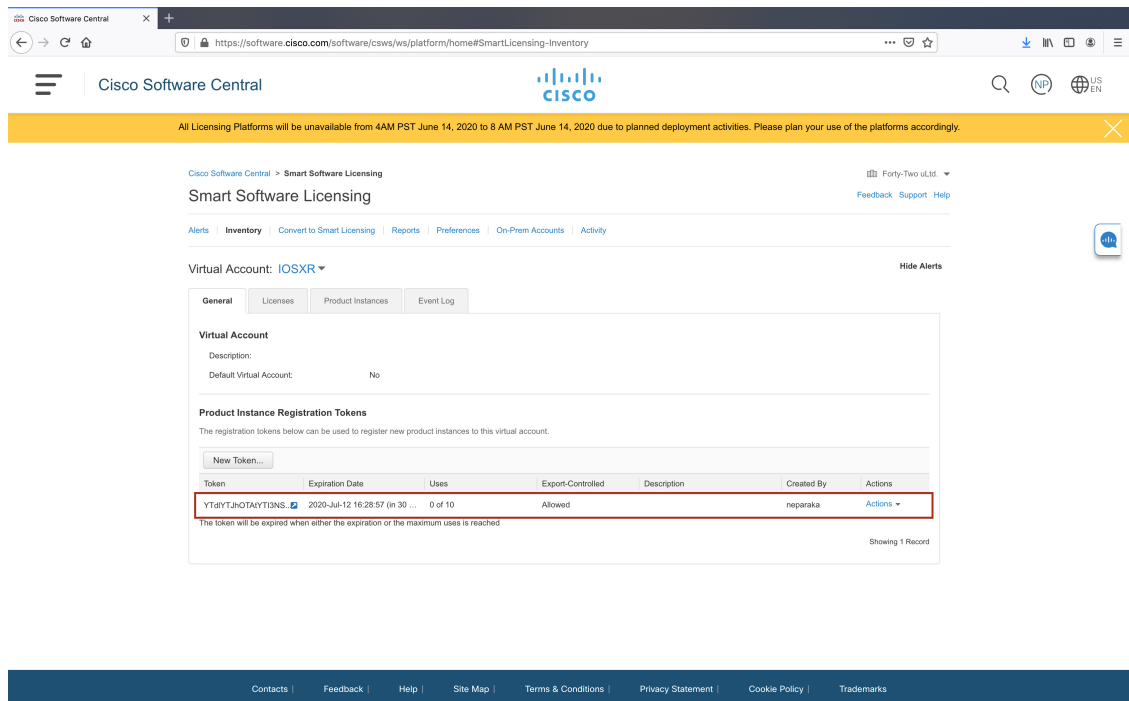 Cisco Software Central
https://software.cisco.com/software/csws/ws/platform/home#SmartLicensing-Inventory
Cisco Software Central
CISCO
NP
US
EN
All Licensing Platforms will be unavailable from 4AM PST June 14, 2020 to 8 AM PST June 14, 2020 due to planned deployment activities. Please plan your use of the platforms accordingly.
Cisco Software Central > Smart Software Licensing
Forty-Two uLtd.
Smart Software Licensing
Feedback Support Help
Alerts | Inventory | Convert to Smart Licensing | Reports | Preferences | On-Prem Accounts | Activity
Virtual Account: IOSXR
Hide Alerts
General Licenses Product Instances Event Log
Virtual Account
Description:
Default Virtual Account: No
Product Instance Registration Tokens
The registration tokens below can be used to register new product instances to this virtual account.
New Token...
Token Expiration Date Uses Export-Controlled Description Created By Actions
YTdlYTJhOTAtYTI3NS.. 2020-Jul-12 16:28:57 (in 30 ... 0 of 10 Allowed neparaka Actions
The token will be expired when either the expiration or the maximum uses is reached
Showing 1 Record
Contacts | Feedback | Help | Site Map | Terms & Conditions | Privacy Statement | Cookie Policy | Trademarks